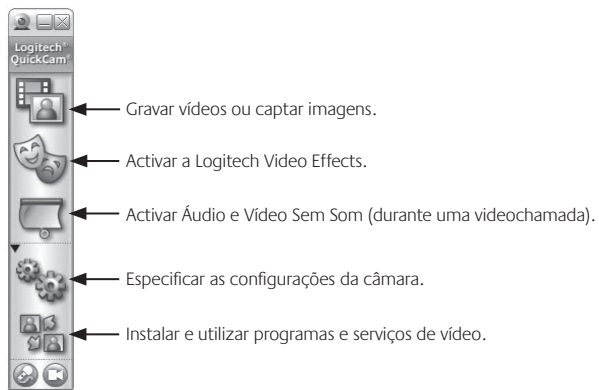 Logitech®
QuickCam®
Gravar vídeos ou captar imagens.
Activar a Logitech Video Effects.
Activar Áudio e Vídeo Sem Som (durante uma videochamada).
Especificar as configurações da câmara.
Instalar e utilizar programas e serviços de vídeo.